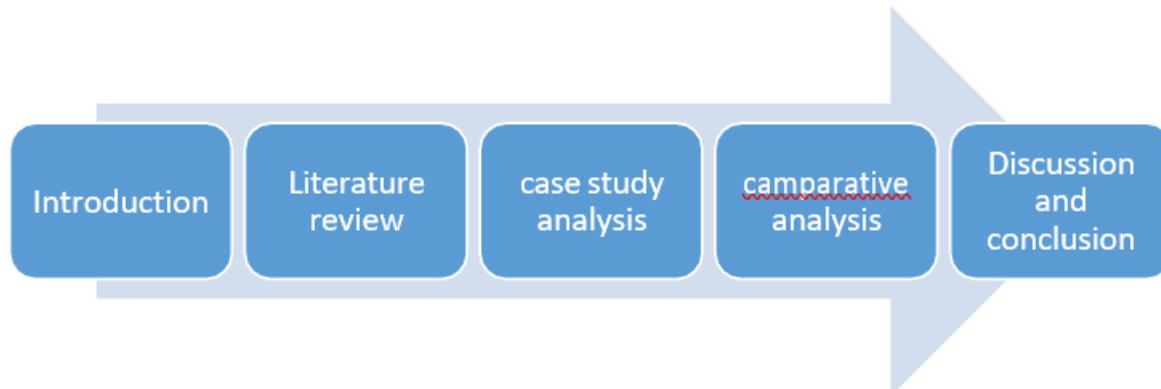 Introduction
Literature
review
case study
analysis
camparative
analysis
Discussion
and
conclusion